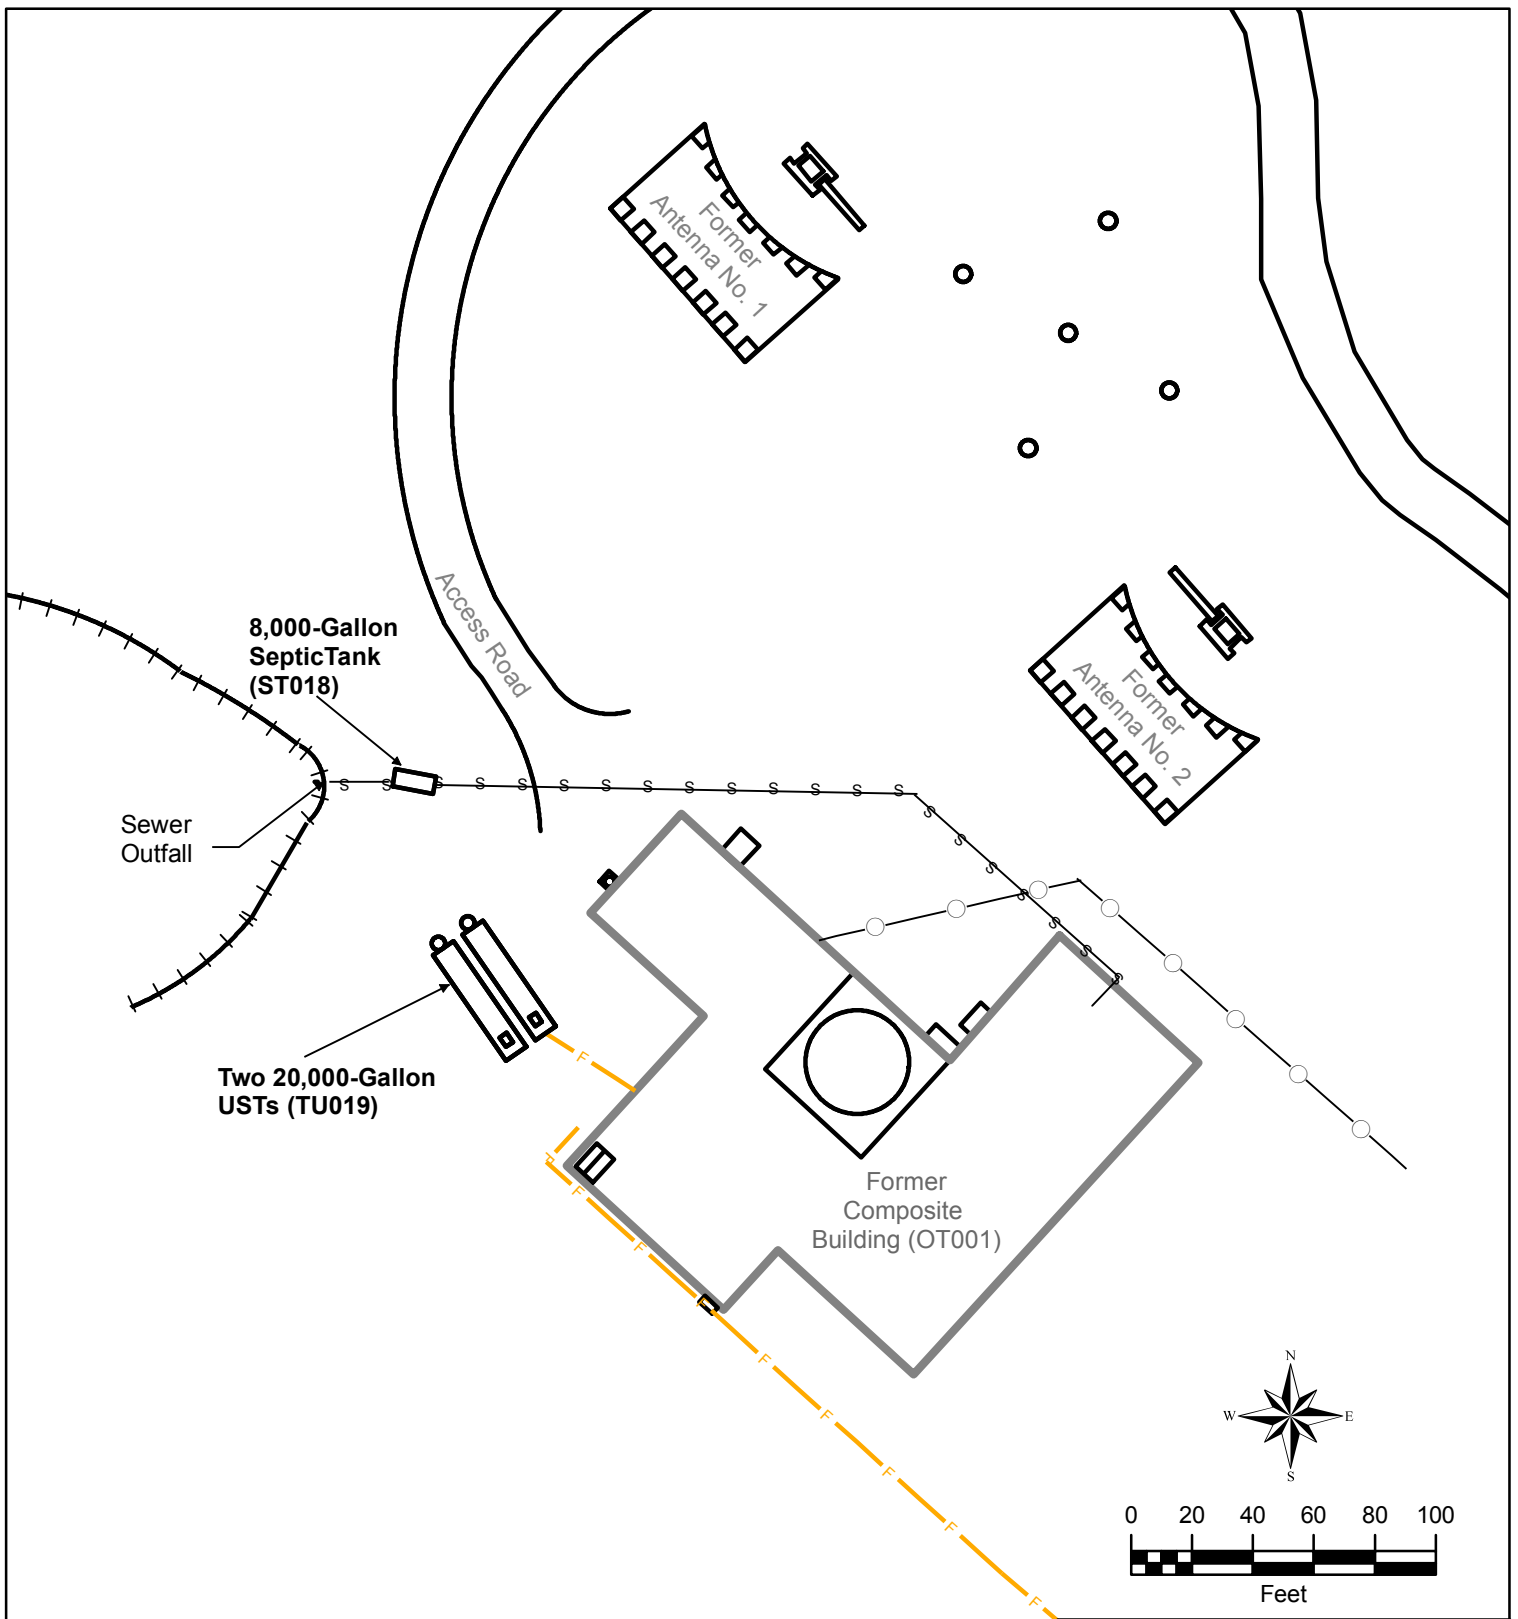 Former
Antenna No. 1
Access Road
8,000-Gallon
SepticTank
(ST018)
Former
Antenna No. 2
S S S S S S S S S S S S S S
S
S
S
S
S
S
S
Sewer
Outfall
F
Two 20,000-Gallon
USTs (TU019)
F
F
F
Former
Composite
Building (OT001)
F
F
F
F
F
N
W E
S
0 20 40 60 80 100
Feet